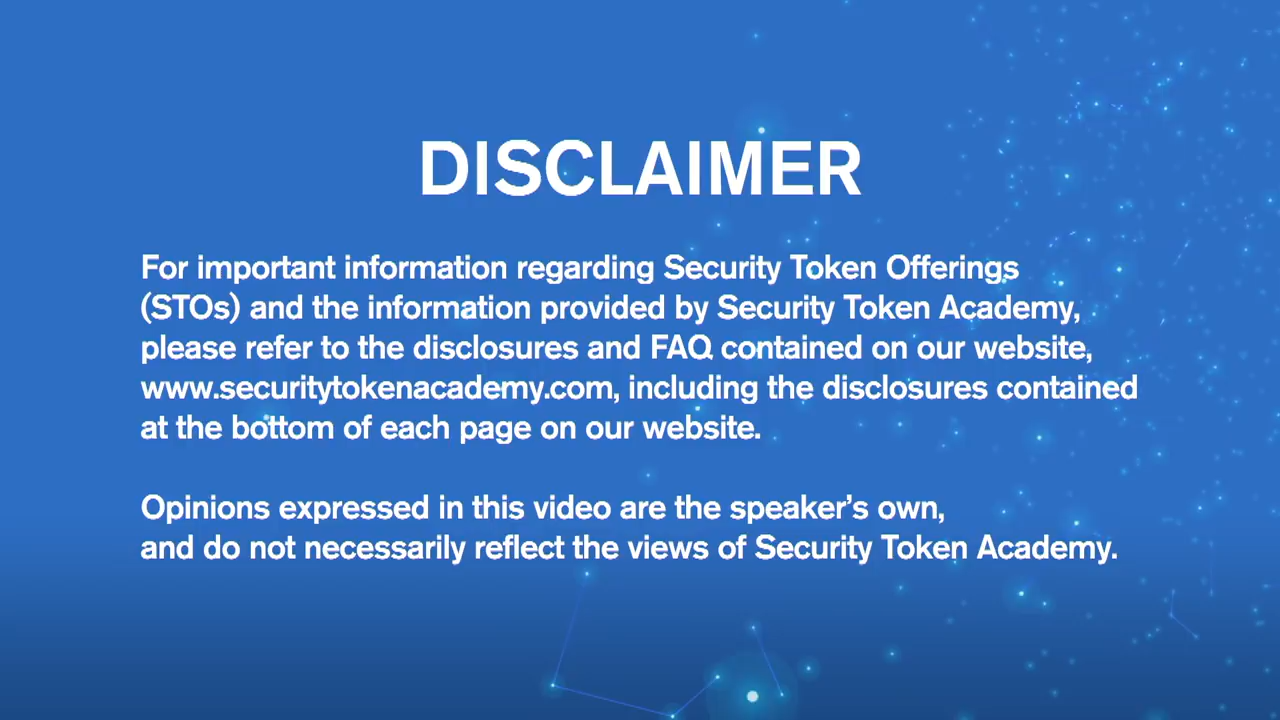 DISCLAIMER
For important information regarding Security Token Offerings
(STOs) and the information provided by Security Token Academy,
please refer to the disclosures and FAQ contained on our website,
www.securitytokenacademy.com, including the disclosures contained
at the bottom of each page on our website.
Opinions expressed in this video are the speaker’s own,
and do not necessarily reflect the views of Security Token Academy.